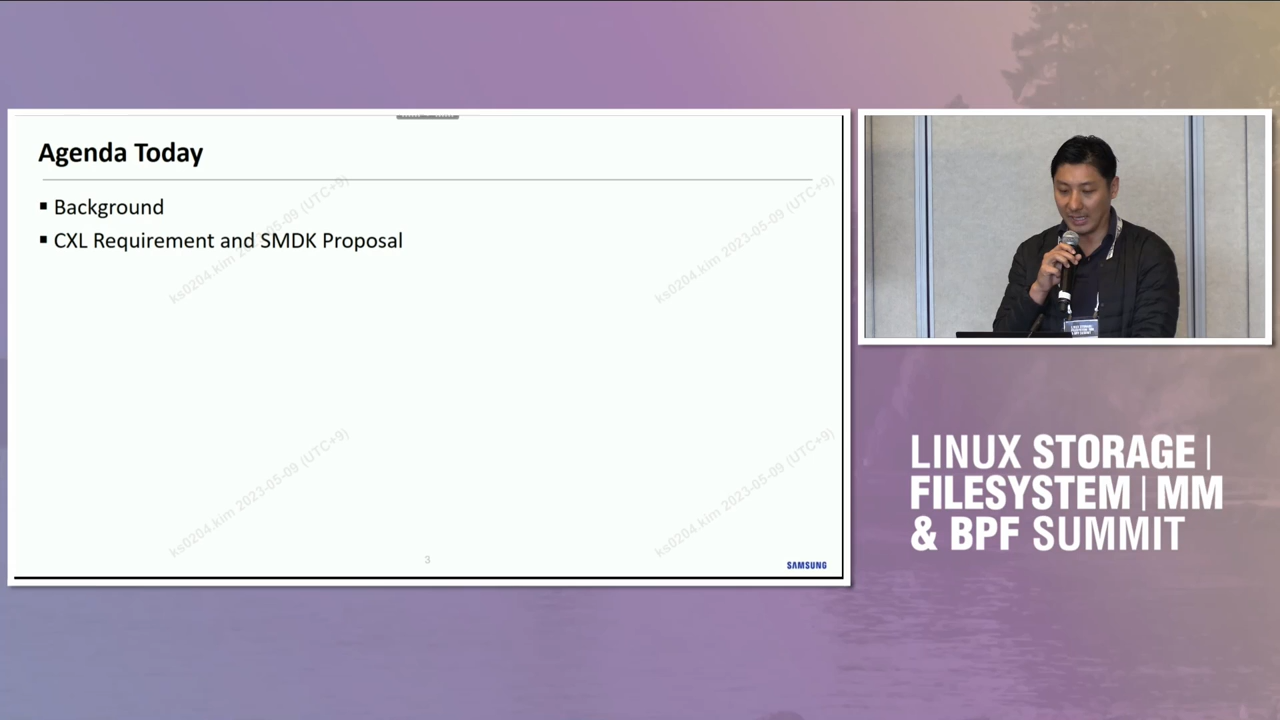 Agenda Today
Background
CXL Requirement and SMDK Proposal
ks0204.kim 2023-05-09 (UTC+9)
ks0204.kim 2023-05-09 (UTC+9)
ks0204.kim 2023-05-09 (UTC+9)
ks0204.kim 2023-05-09 (UTC+9)
3
SAMSUNG
LINUX STORAGE |
FILESYSTEM | MM
& BPF SUMMIT